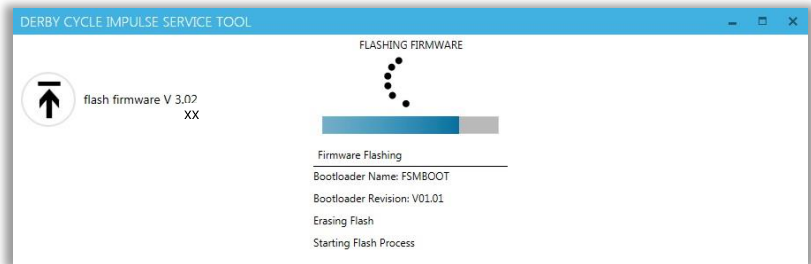 DERBY CYCLE IMPULSE SERVICE TOOL
FLASHING FIRMWARE
flash firmware V 3.02
XX
Firmware Flashing
Bootloader Name: FSMBOOT
Bootloader Revision: V01.01
Erasing Flash
Starting Flash Process